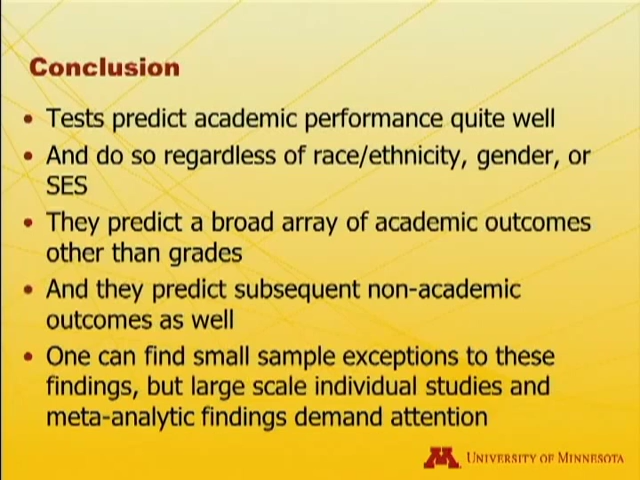 Conclusion
• Tests predict academic performance quite well
• And do so regardless of race/ethnicity, gender, or
SES
• They predict a broad array of academic outcomes
other than grades
• And they predict subsequent non-academic
outcomes as well
• One can find small sample exceptions to these
findings, but large scale individual studies and
meta-analytic findings demand attention
M UNIVERSITY OF MINNESOTA